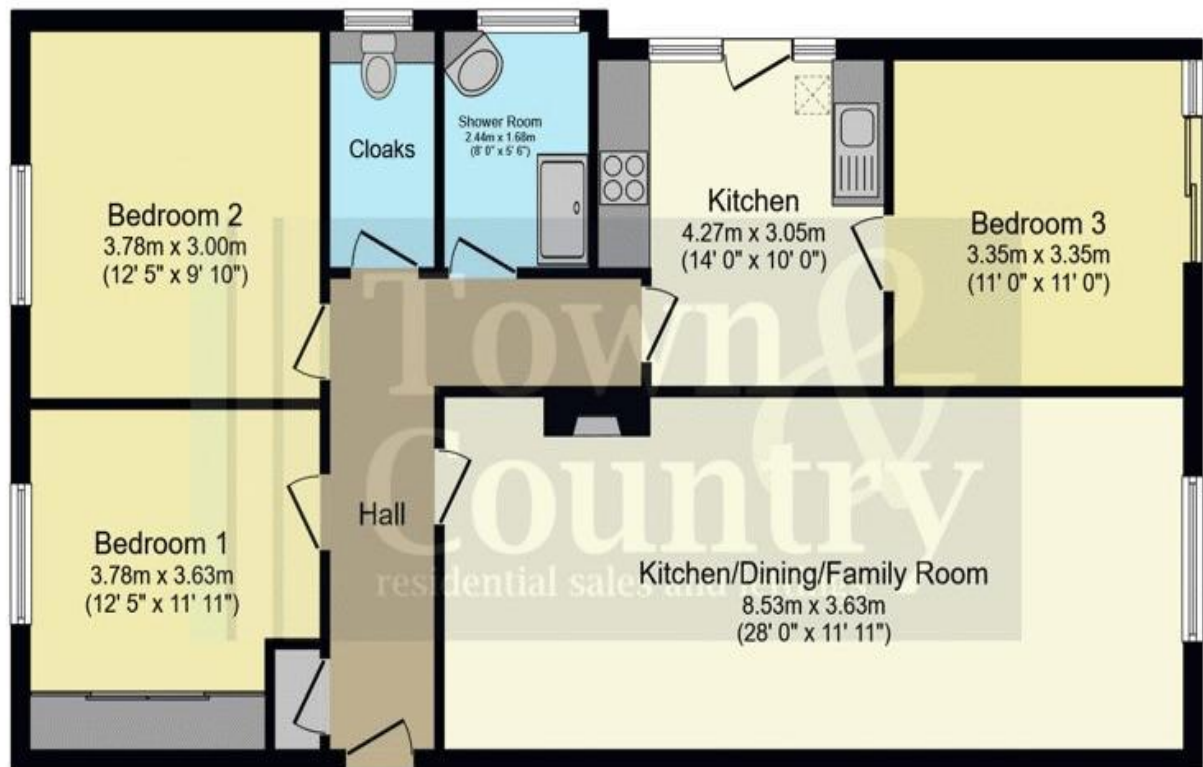 Cloaks
Shower Room
2.44m x 1.68m
(8' 0" x 5' 6")
Bedroom 2
3.78m x 3.00m
(12' 5" x 9' 10")
Kitchen
4.27m x 3.05m
(14' 0" x 10' 0")
Bedroom 3
3.35m x 3.35m
(11' 0" x 11' 0")
Town &
Country
residential sales and
Hall
Bedroom 1
3.78m x 3.63m
(12' 5" x 11' 11")
Kitchen/Dining/Family Room
8.53m x 3.63m
(28' 0" x 11' 11")